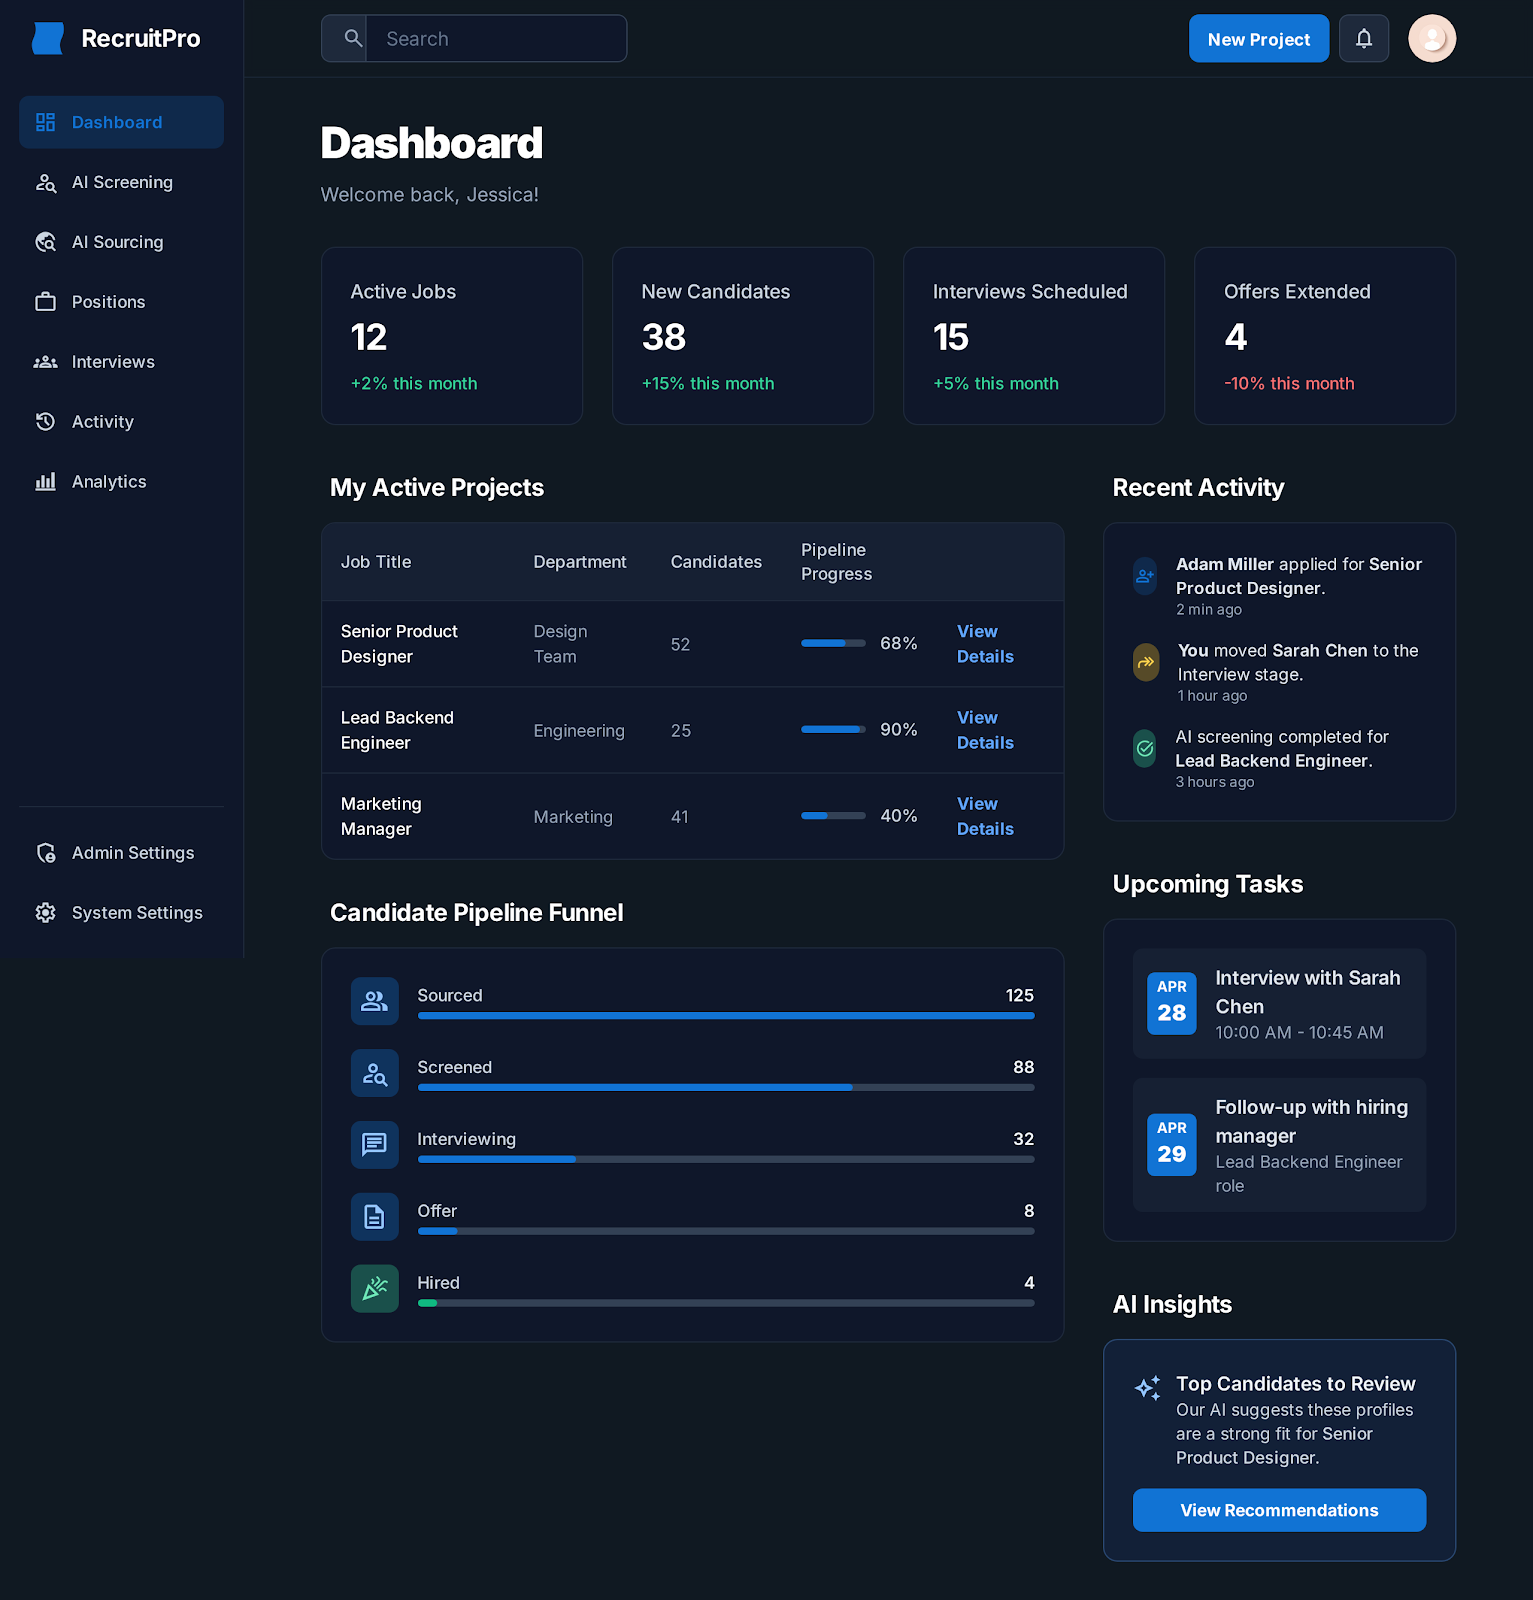 RecruitPro
Search
New Project
Dashboard
AI Screening
AI Sourcing
Positions
Interviews
Activity
Analytics
Admin Settings
System Settings
Dashboard
Welcome back, Jessica!
Active Jobs
12
+2% this month
New Candidates
38
+15% this month
Interviews Scheduled
15
+5% this month
Offers Extended
4
-10% this month
My Active Projects
Job Title Department Candidates Pipeline
Progress
Senior Product
Designer
Design
Team
52
68%
View
Details
Lead Backend
Engineer
Engineering
25
90%
View
Details
Marketing
Manager
Marketing
41
40%
View
Details
Candidate Pipeline Funnel
Sourced 125
Screened 88
Interviewing 32
Offer 8
Hired 4
Recent Activity
Adam Miller applied for Senior
Product Designer.
2 min ago
You moved Sarah Chen to the
Interview stage.
1 hour ago
AI screening completed for
Lead Backend Engineer.
3 hours ago
Upcoming Tasks
APR
28
Interview with Sarah
Chen
10:00 AM - 10:45 AM
APR
29
Follow-up with hiring
manager
Lead Backend Engineer
role
AI Insights
Top Candidates to Review
Our AI suggests these profiles
are a strong fit for Senior
Product Designer.
View Recommendations